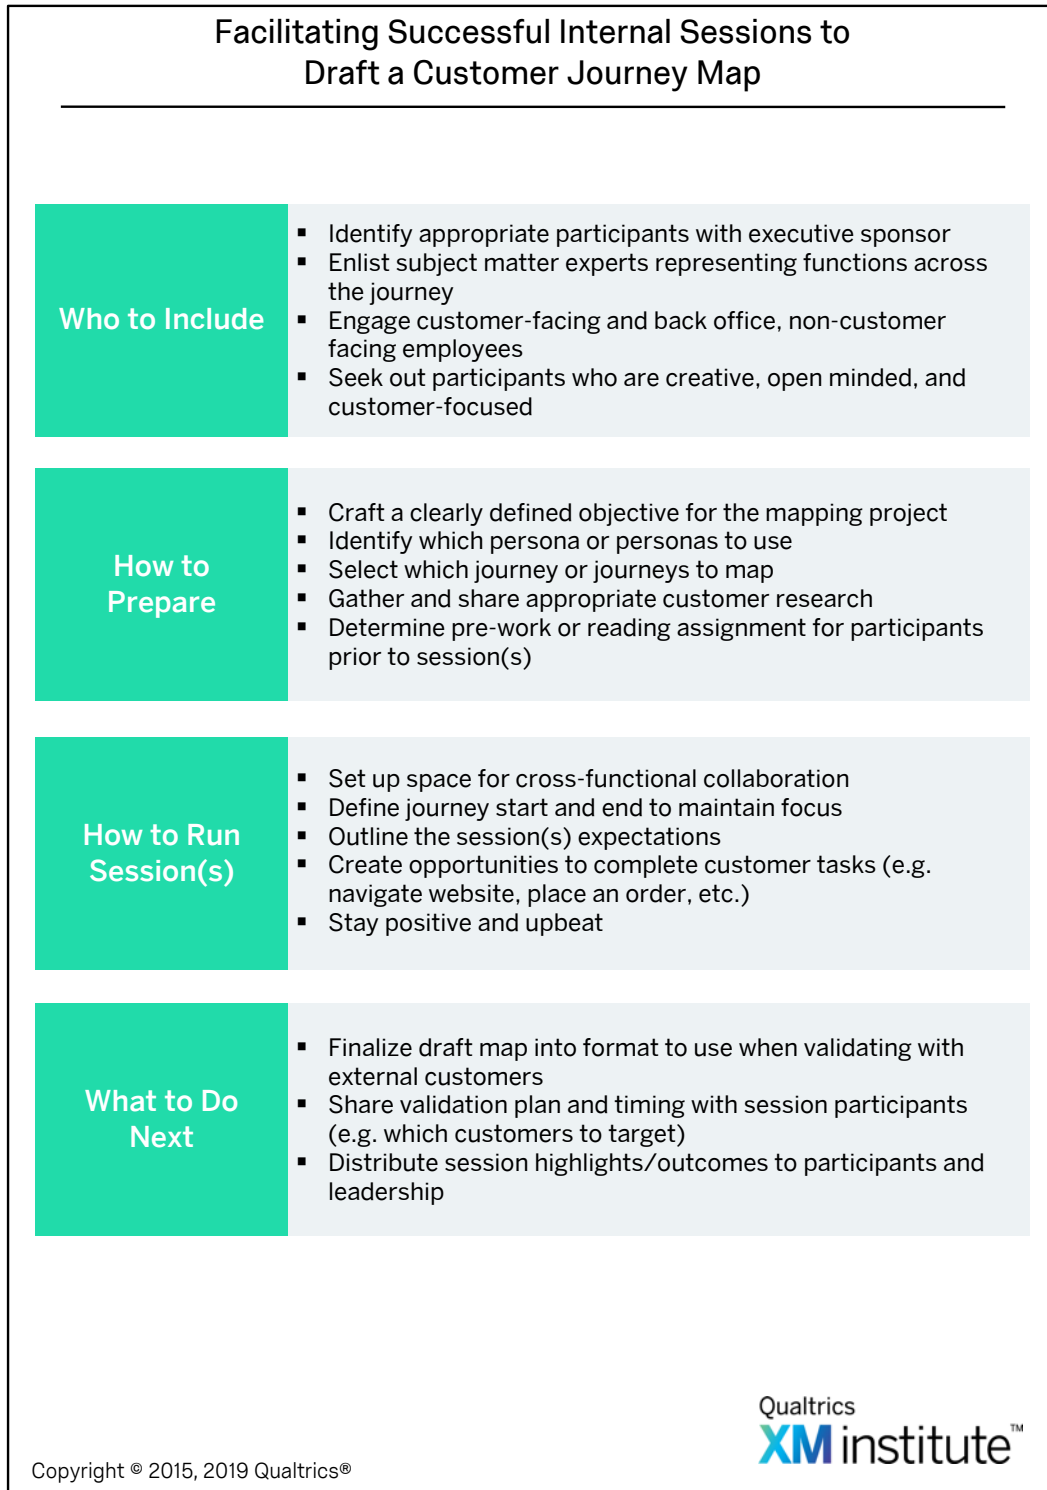 Facilitating Successful Internal Sessions to
Draft a Customer Journey Map
Who to Include
▪ Identify appropriate participants with executive sponsor
▪ Enlist subject matter experts representing functions across
the journey
▪ Engage customer-facing and back office, non-customer
facing employees
▪ Seek out participants who are creative, open minded, and
customer-focused
How to
Prepare
▪ Craft a clearly defined objective for the mapping project
▪ Identify which persona or personas to use
▪ Select which journey or journeys to map
▪ Gather and share appropriate customer research
▪ Determine pre-work or reading assignment for participants
prior to session(s)
How to Run
Session(s)
▪ Set up space for cross-functional collaboration
▪ Define journey start and end to maintain focus
▪ Outline the session(s) expectations
▪ Create opportunities to complete customer tasks (e.g.
navigate website, place an order, etc.)
▪ Stay positive and upbeat
What to Do
Next
▪ Finalize draft map into format to use when validating with
external customers
▪ Share validation plan and timing with session participants
(e.g. which customers to target)
▪ Distribute session highlights/outcomes to participants and
leadership
Qualtrics
XM institute™
Copyright © 2015, 2019 Qualtrics®